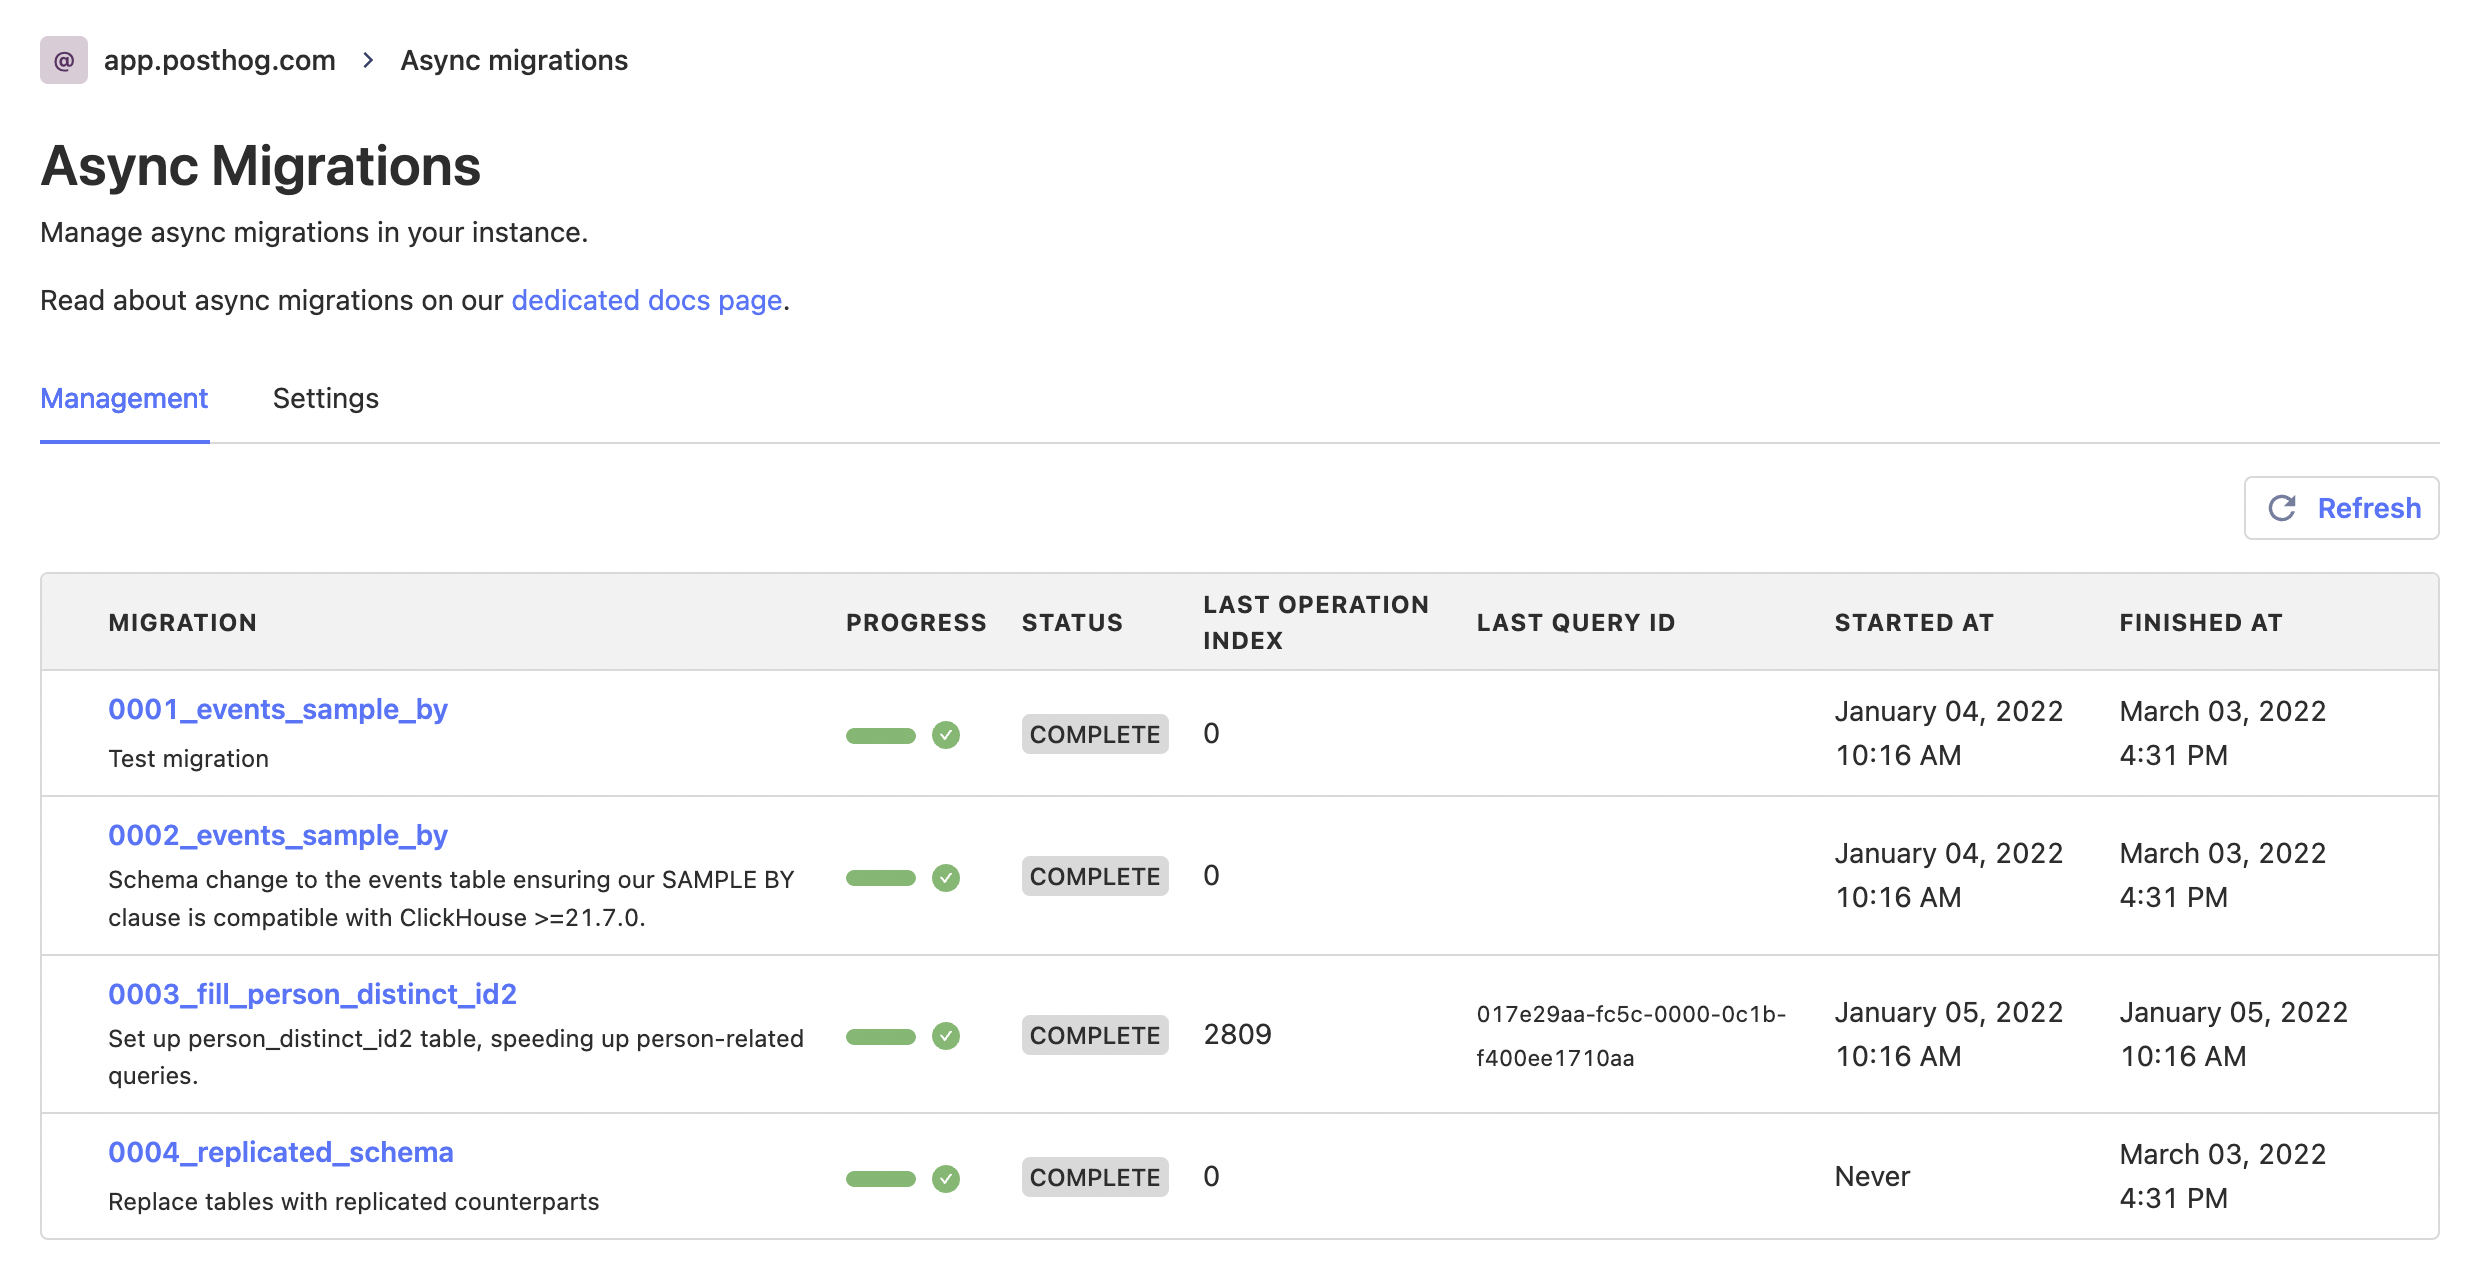 @ app.posthog.com > Async migrations
Async Migrations
Manage async migrations in your instance.
Read about async migrations on our dedicated docs page.
Management Settings
Refresh
MIGRATION PROGRESS STATUS LAST OPERATION INDEX LAST QUERY ID STARTED AT FINISHED AT
0001_events_sample_by
Test migration
COMPLETE 0
January 04, 2022
10:16 AM
March 03, 2022
4:31 PM
0002_events_sample_by
Schema change to the events table ensuring our SAMPLE BY
clause is compatible with ClickHouse >=21.7.0.
COMPLETE 0
January 04, 2022
10:16 AM
March 03, 2022
4:31 PM
0003_fill_person_distinct_id2
Set up person_distinct_id2 table, speeding up person-related
queries.
COMPLETE 2809
017e29aa-fc5c-0000-0c1b-
f400ee1710aa
January 05, 2022
10:16 AM
January 05, 2022
10:16 AM
0004_replicated_schema
Replace tables with replicated counterparts
COMPLETE 0
Never
March 03, 2022
4:31 PM